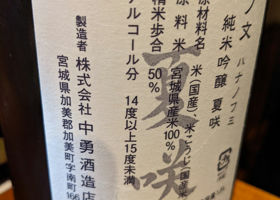 ノ文 ハナノフミ
純米吟醸 夏咲
原材料名 米(国産)、米こうじ(国産米)
原料米 宮城県産米100%
精米歩合 50%
アルコール分 14度以上15度未満
製造者 株式会社 中勇酒造店
宮城県加美郡加美町字南町166
夏咲